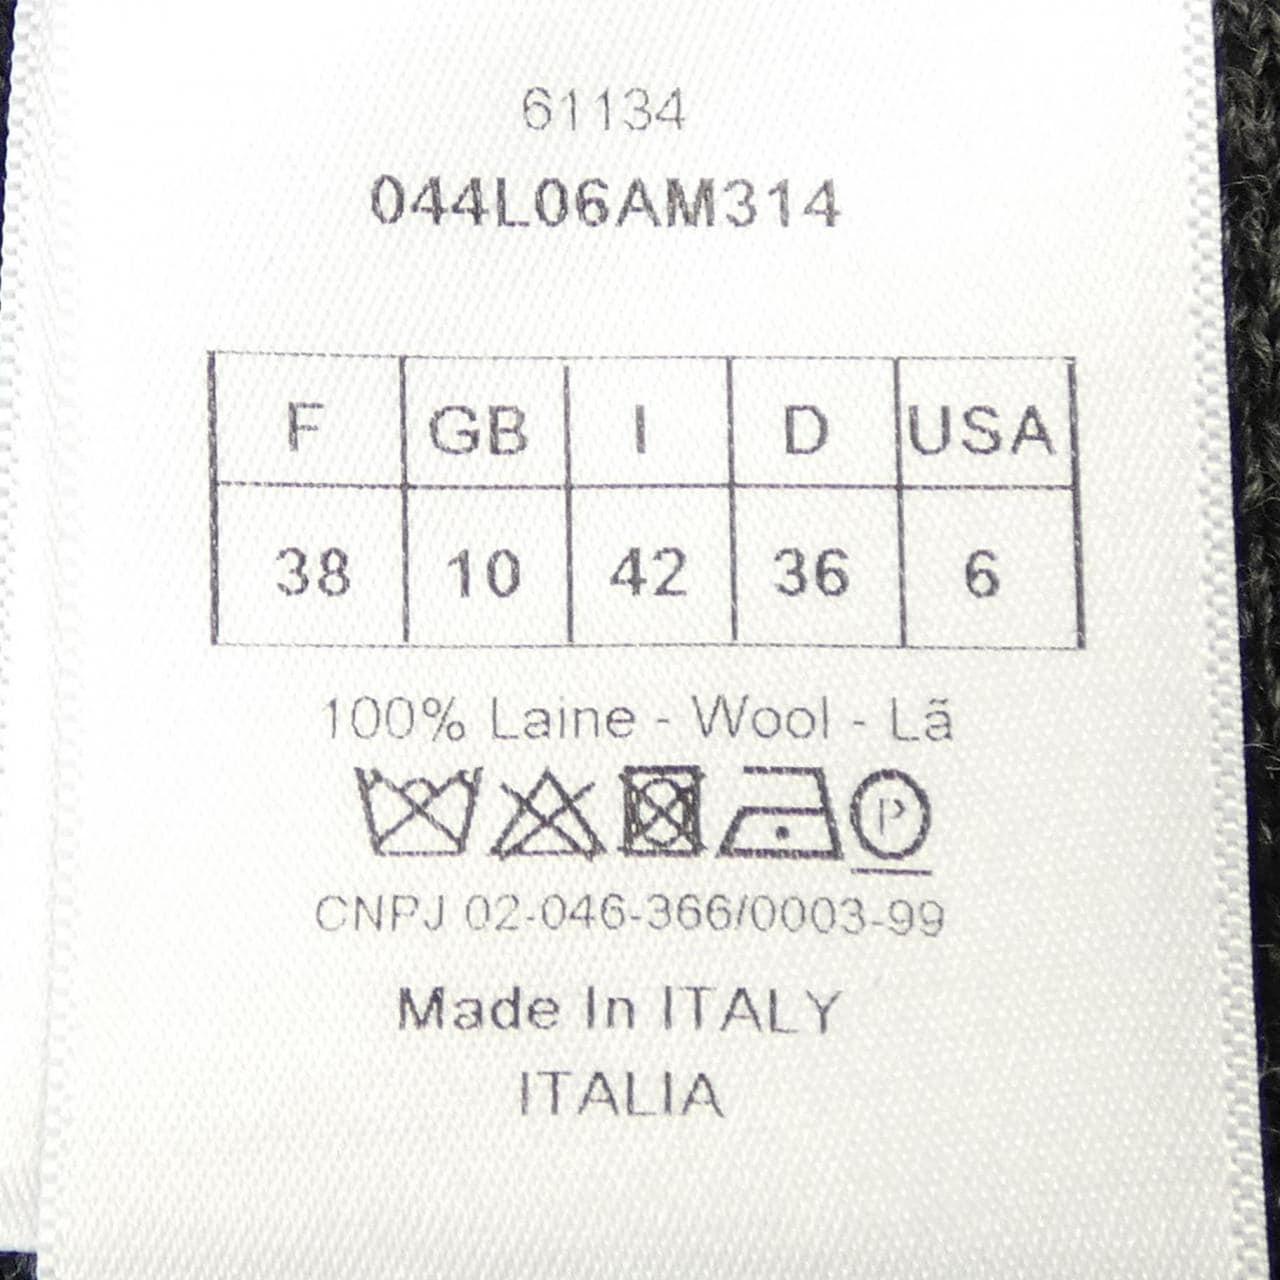 61134
044L06AM314
F GB I D USA
38 10 42 36 6
100% Laine - Wool - Lã
P
CNPJ 02-046-366/0003-99
Made In ITALY
ITALIA